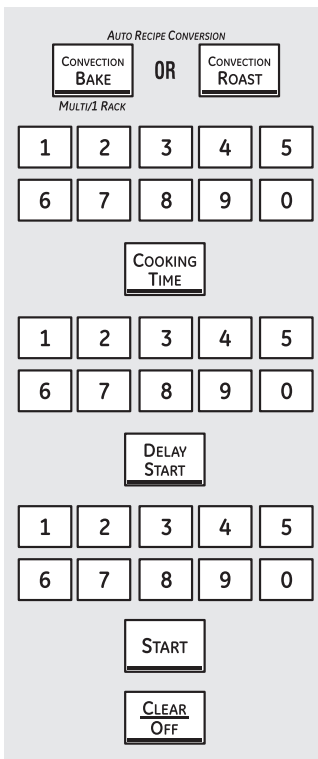 AUTO RECIPE CONVERSION
CONVECTION
BAKE
OR
CONVECTION
ROAST
MULTI/1 RACK
1 2 3 4 5
6 7 8 9 0
COOKING
TIME
1 2 3 4 5
6 7 8 9 0
DELAY
START
1 2 3 4 5
6 7 8 9 0
START
CLEAR
OFF